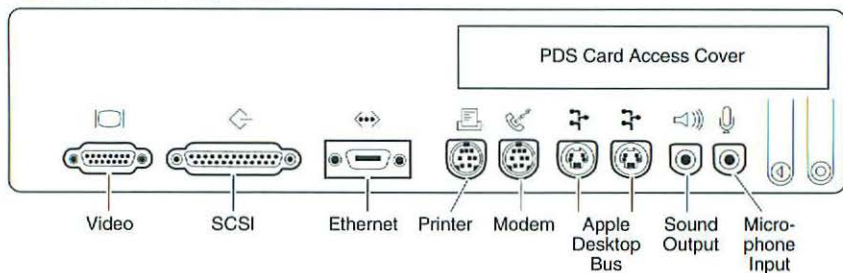 PDS Card Access Cover
Video
SCSI
Ethernet
Printer
Modem
Apple
Desktop
Bus
Sound
Output
Micro-
phone
Input